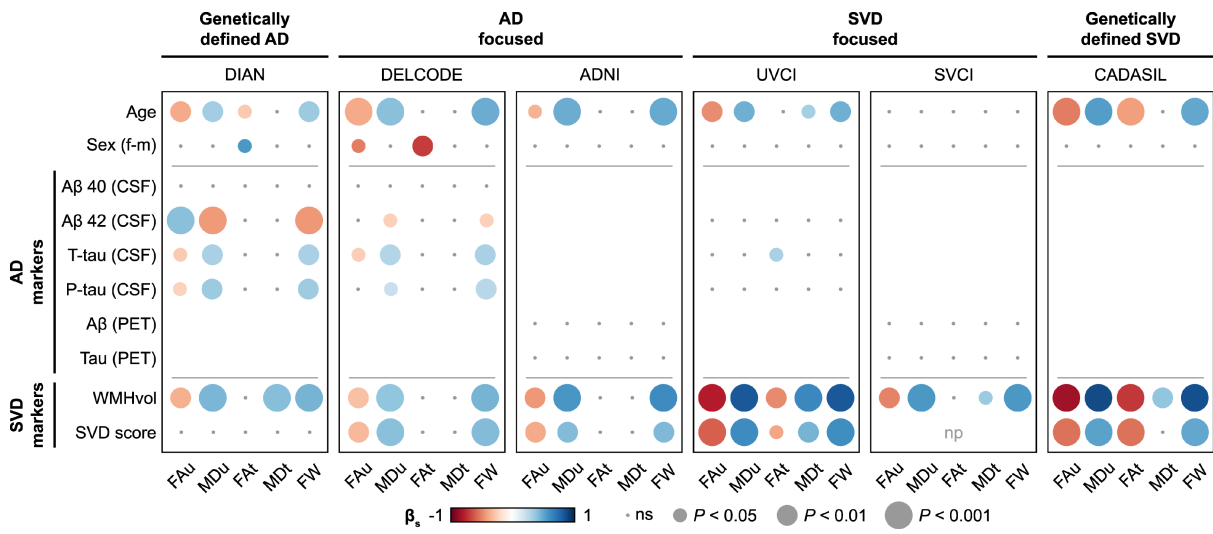 Genetically
defined AD
AD
focused
SVD
focused
Genetically
defined SVD
DIAN
DELCODE
ADNI
UVCI
SVCI
CADASIL
Age
Sex (f-m)
AD
markers
Aβ 40 (CSF)
Aβ 42 (CSF)
T-tau (CSF)
P-tau (CSF)
Aβ (PET)
Tau (PET)
SVD
markers
WMHvol
SVD score
np
FAu MDu FAt MDt FW FAu MDu FAt MDt FW FAu MDu FAt MDt FW FAu MDu FAt MDt FW FAu MDu FAt MDt FW FAu MDu FAt MDt FW
βs -1 1 ns P < 0.05 P < 0.01 P < 0.001